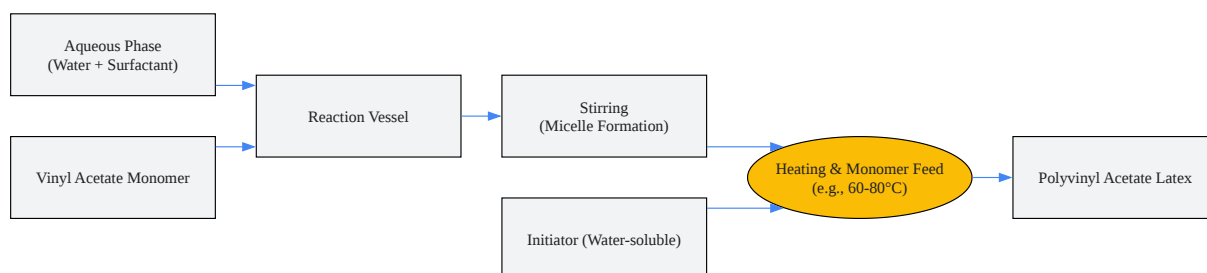 Aqueous Phase
(Water + Surfactant)
Vinyl Acetate Monomer
Reaction Vessel
Stirring
(Micelle Formation)
Initiator (Water-soluble)
Heating & Monomer Feed
(e.g., 60-80°C)
Polyvinyl Acetate Latex